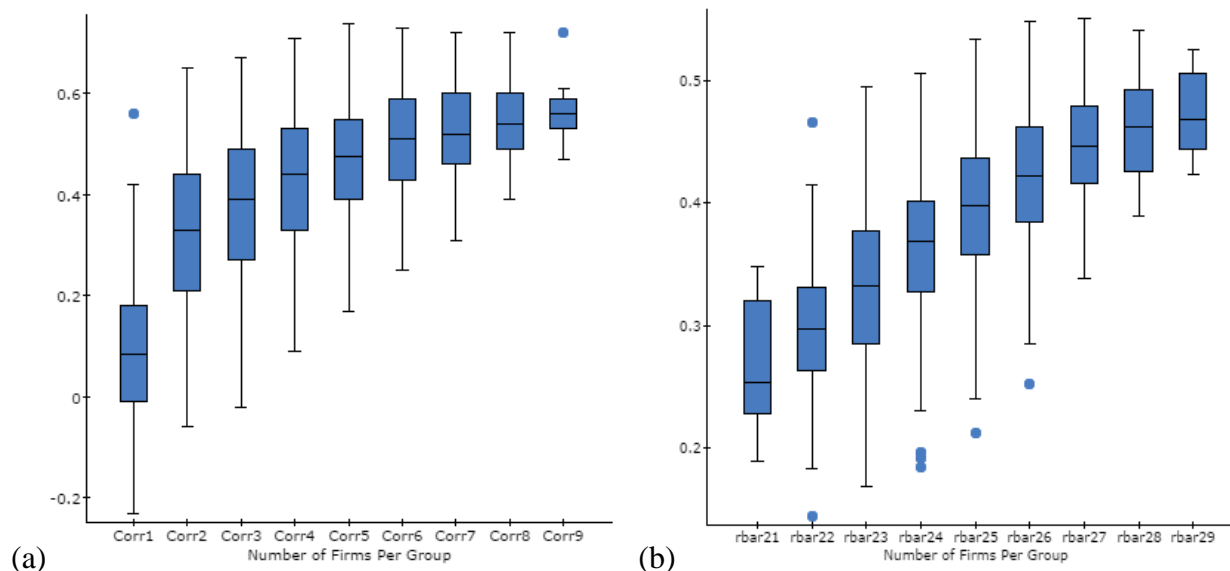 0.6
0.4
0.2
0
-0.2
Corr1 Corr2 Corr3 Corr4 Corr5 Corr6 Corr7 Corr8 Corr9
Number of Firms Per Group
(a)
0.5
0.4
0.3
0.2
rbar21 rbar22 rbar23 rbar24 rbar25 rbar26 rbar27 rbar28 rbar29
Number of Firms Per Group
(b)